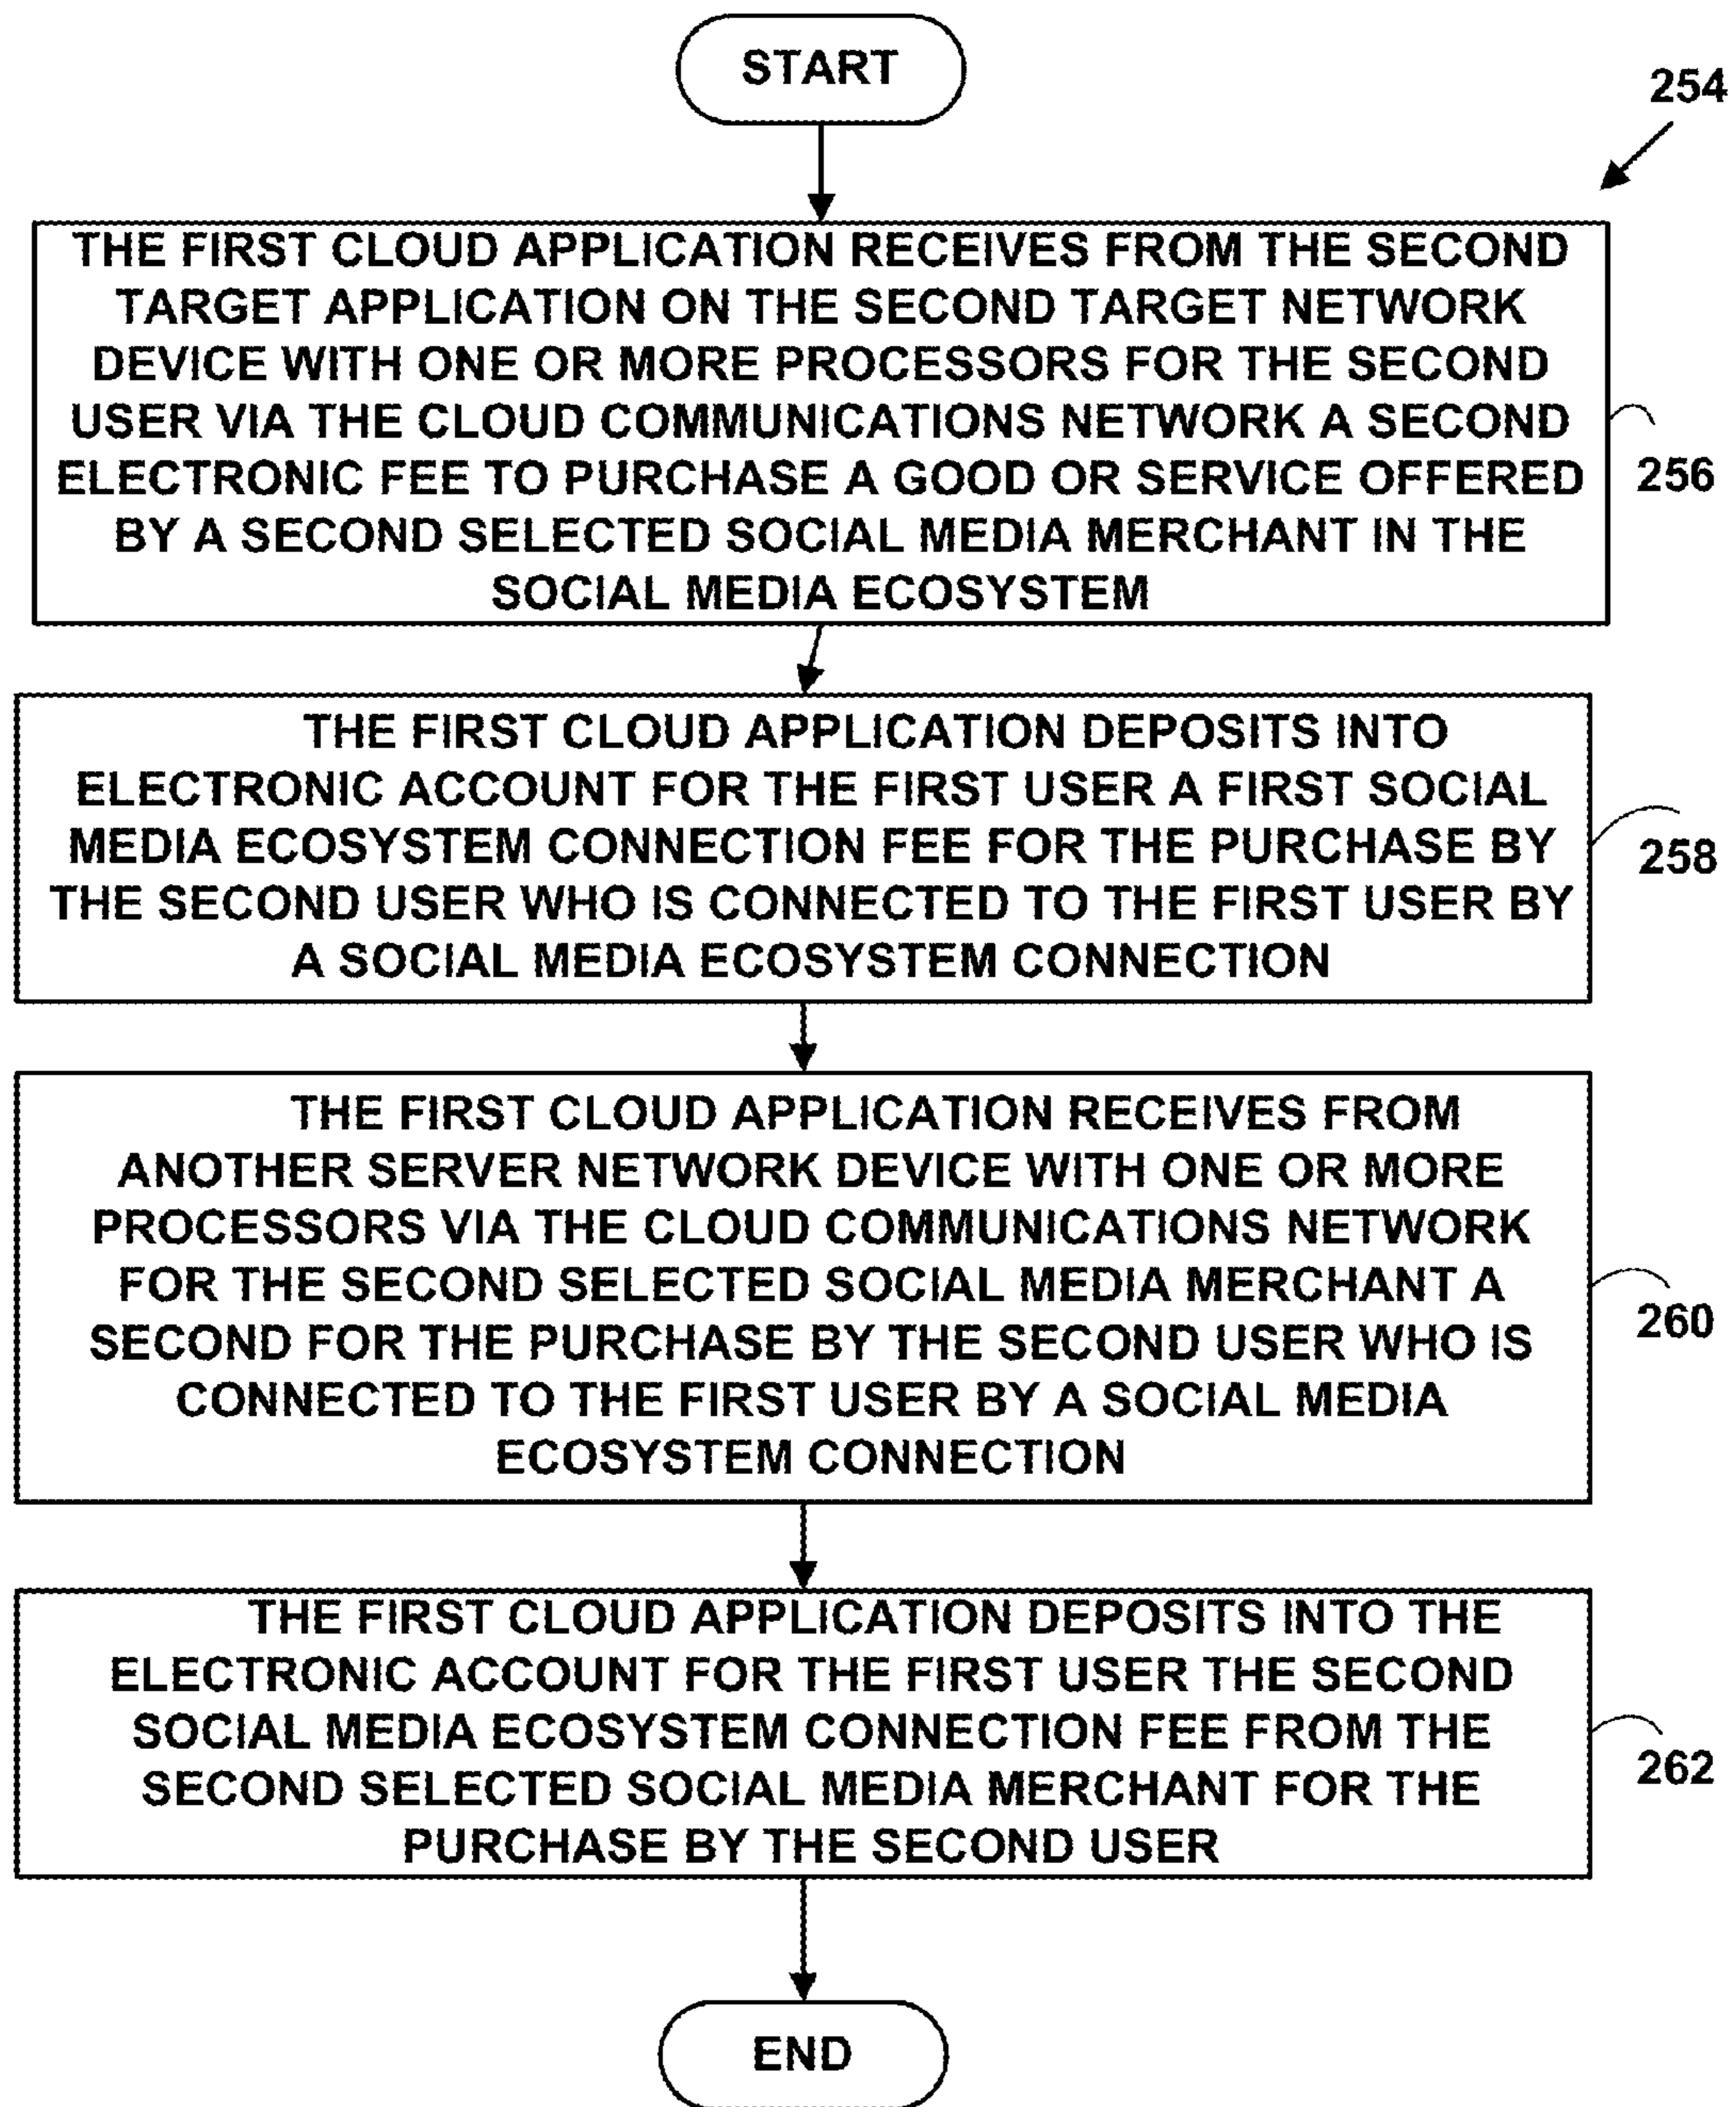 START
254
THE FIRST CLOUD APPLICATION RECEIVES FROM THE SECOND
TARGET APPLICATION ON THE SECOND TARGET NETWORK
DEVICE WITH ONE OR MORE PROCESSORS FOR THE SECOND
USER VIA THE CLOUD COMMUNICATIONS NETWORK A SECOND
ELECTRONIC FEE TO PURCHASE A GOOD OR SERVICE OFFERED
BY A SECOND SELECTED SOCIAL MEDIA MERCHANT IN THE
SOCIAL MEDIA ECOSYSTEM
256
THE FIRST CLOUD APPLICATION DEPOSITS INTO
ELECTRONIC ACCOUNT FOR THE FIRST USER A FIRST SOCIAL
MEDIA ECOSYSTEM CONNECTION FEE FOR THE PURCHASE BY
THE SECOND USER WHO IS CONNECTED TO THE FIRST USER BY
A SOCIAL MEDIA ECOSYSTEM CONNECTION
258
THE FIRST CLOUD APPLICATION RECEIVES FROM
ANOTHER SERVER NETWORK DEVICE WITH ONE OR MORE
PROCESSORS VIA THE CLOUD COMMUNICATIONS NETWORK
FOR THE SECOND SELECTED SOCIAL MEDIA MERCHANT A
SECOND FOR THE PURCHASE BY THE SECOND USER WHO IS
CONNECTED TO THE FIRST USER BY A SOCIAL MEDIA
ECOSYSTEM CONNECTION
260
THE FIRST CLOUD APPLICATION DEPOSITS INTO THE
ELECTRONIC ACCOUNT FOR THE FIRST USER THE SECOND
SOCIAL MEDIA ECOSYSTEM CONNECTION FEE FROM THE
SECOND SELECTED SOCIAL MEDIA MERCHANT FOR THE
PURCHASE BY THE SECOND USER
262
END